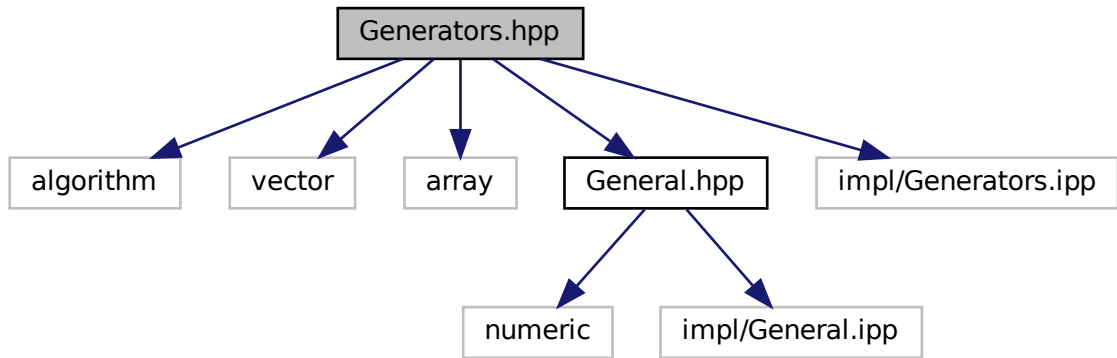 Generators.hpp
algorithm
vector
array
General.hpp
impl/Generators.ipp
numeric
impl/General.ipp